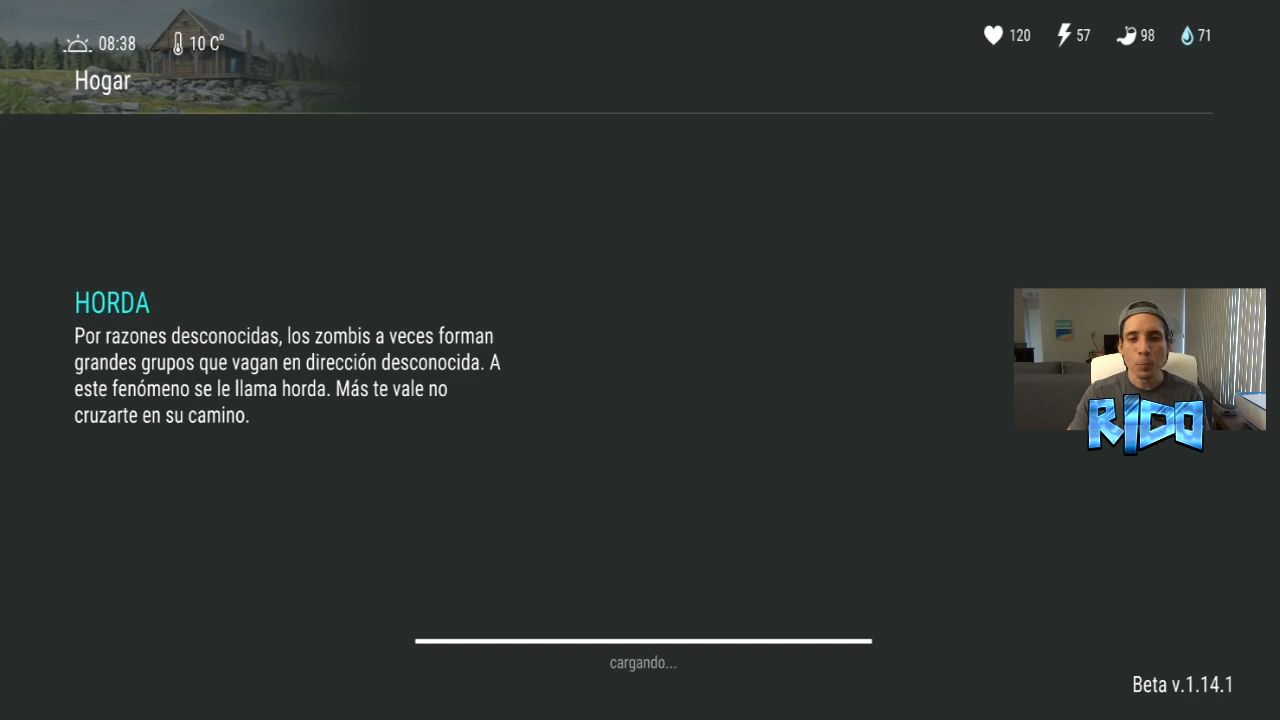 08:38 10 C° 120 57 98 71
Hogar
HORDA
Por razones desconocidas, los zombis a veces forman
grandes grupos que vagan en dirección desconocida. A
este fenómeno se le llama horda. Más te vale no
cruzarte en su camino.
RIDO
cargando...
Beta v.1.14.1